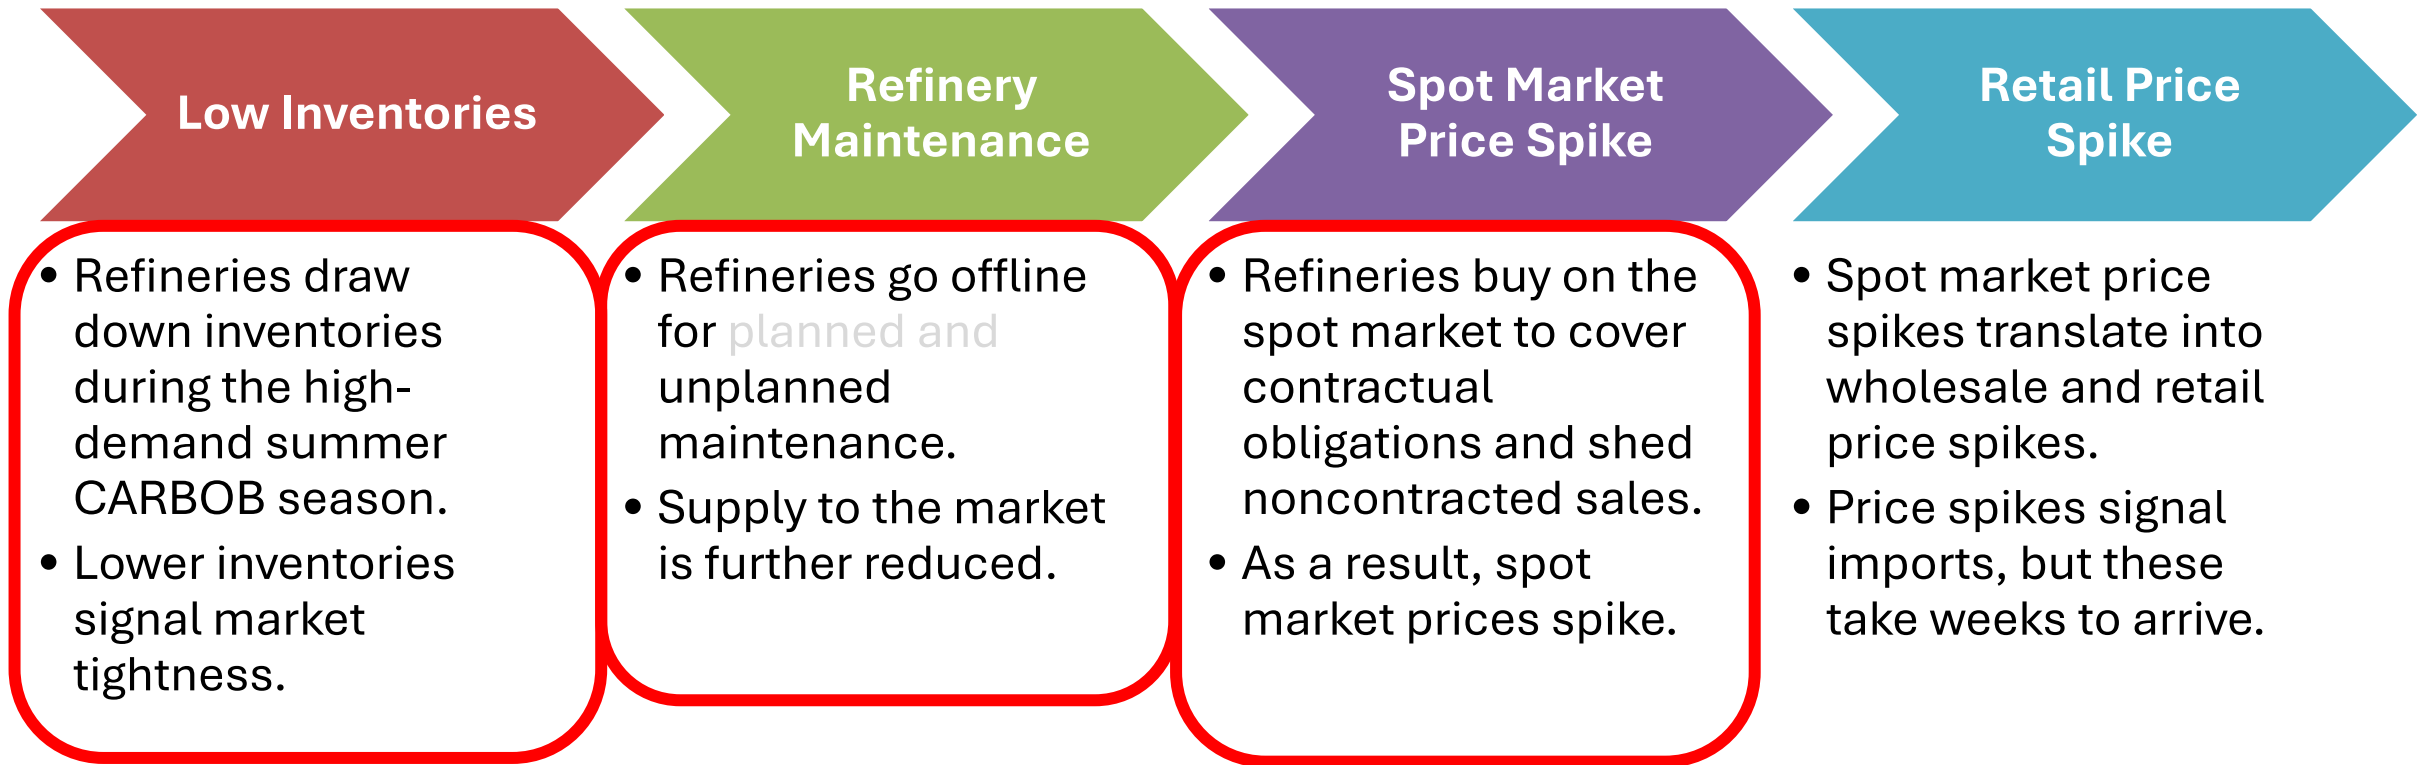 Low Inventories
• Refineries draw
down inventories
during the high-
demand summer
CARBOB season.
• Lower inventories
signal market
tightness.
Refinery
Maintenance
• Refineries go offline
for planned and
unplanned
maintenance.
• Supply to the market
is further reduced.
Spot Market
Price Spike
• Refineries buy on the
spot market to cover
contractual
obligations and shed
noncontracted sales.
• As a result, spot
market prices spike.
Retail Price
Spike
• Spot market price
spikes translate into
wholesale and retail
price spikes.
• Price spikes signal
imports, but these
take weeks to arrive.